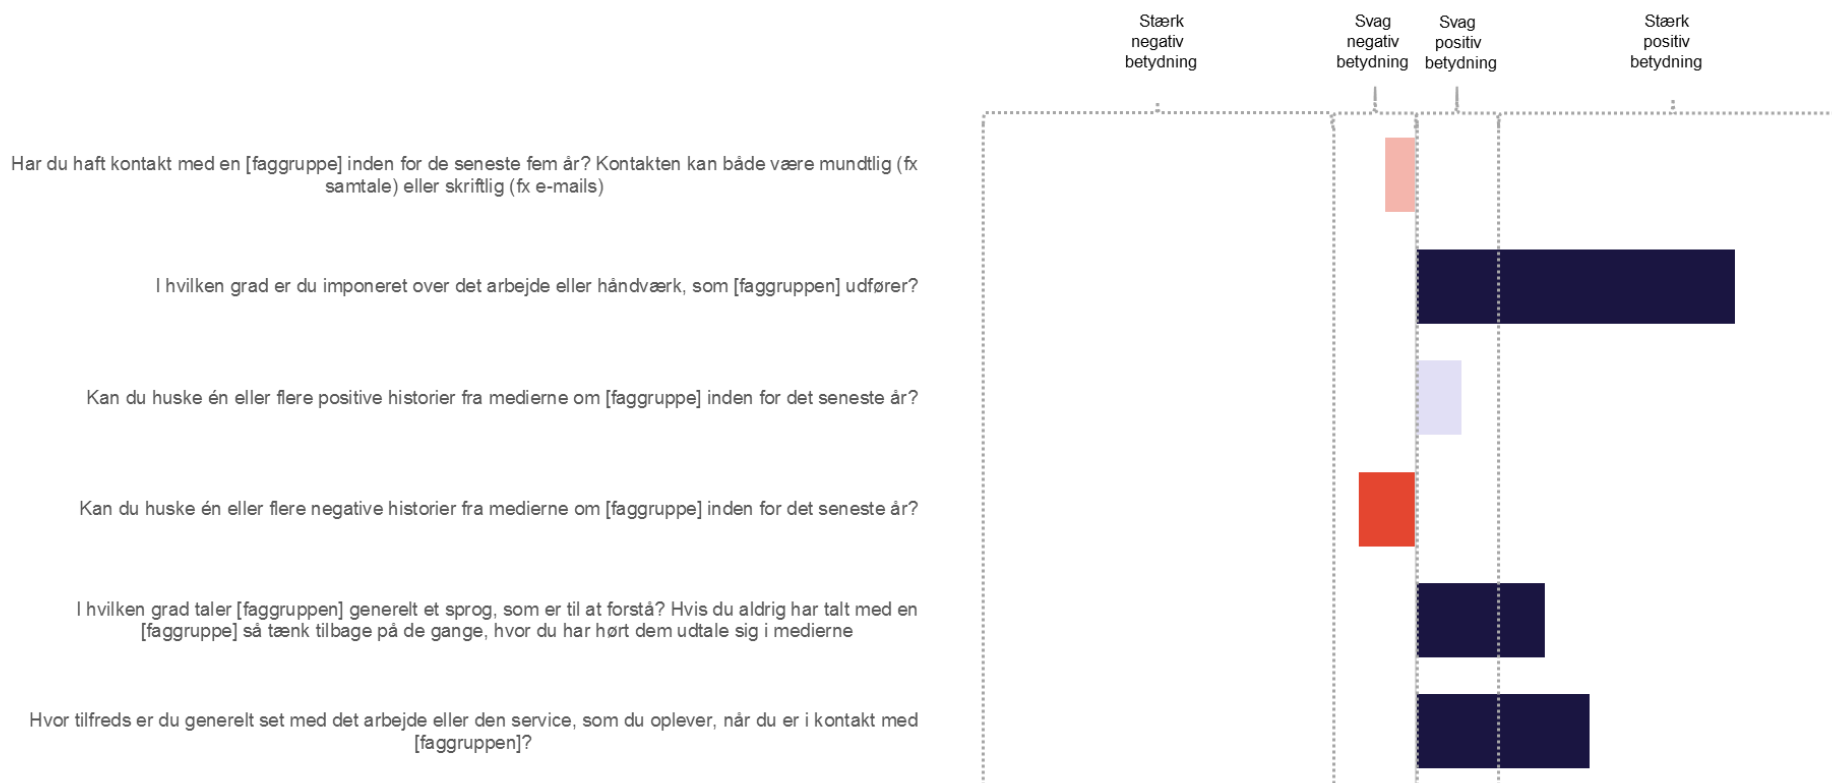 Stærk
negativ
betydning
Svag
negativ
betydning
Svag
positiv
betydning
Stærk
positiv
betydning
Har du haft kontakt med en [faggruppe] inden for de seneste fem år? Kontakten kan både være mundtlig (fx
samtale) eller skriftlig (fx e-mails)
I hvilken grad er du imponeret over det arbejde eller håndværk, som [faggruppen] udfører?
Kan du huske én eller flere positive historier fra medierne om [faggruppe] inden for det seneste år?
Kan du huske én eller flere negative historier fra medierne om [faggruppe] inden for det seneste år?
I hvilken grad taler [faggruppen] generelt et sprog, som er til at forstå? Hvis du aldrig har talt med en
[faggruppe] så tænk tilbage på de gange, hvor du har hørt dem udtale sig i medierne
Hvor tilfreds er du generelt set med det arbejde eller den service, som du oplever, når du er i kontakt med
[faggruppen]?